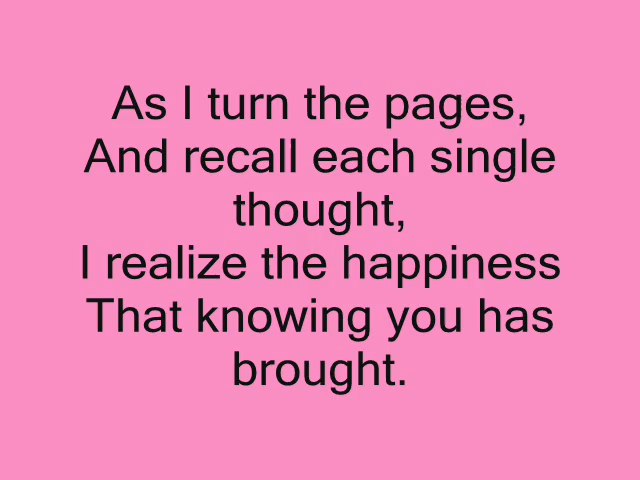 As I turn the pages,
And recall each single
thought,
I realize the happiness
That knowing you has
brought.